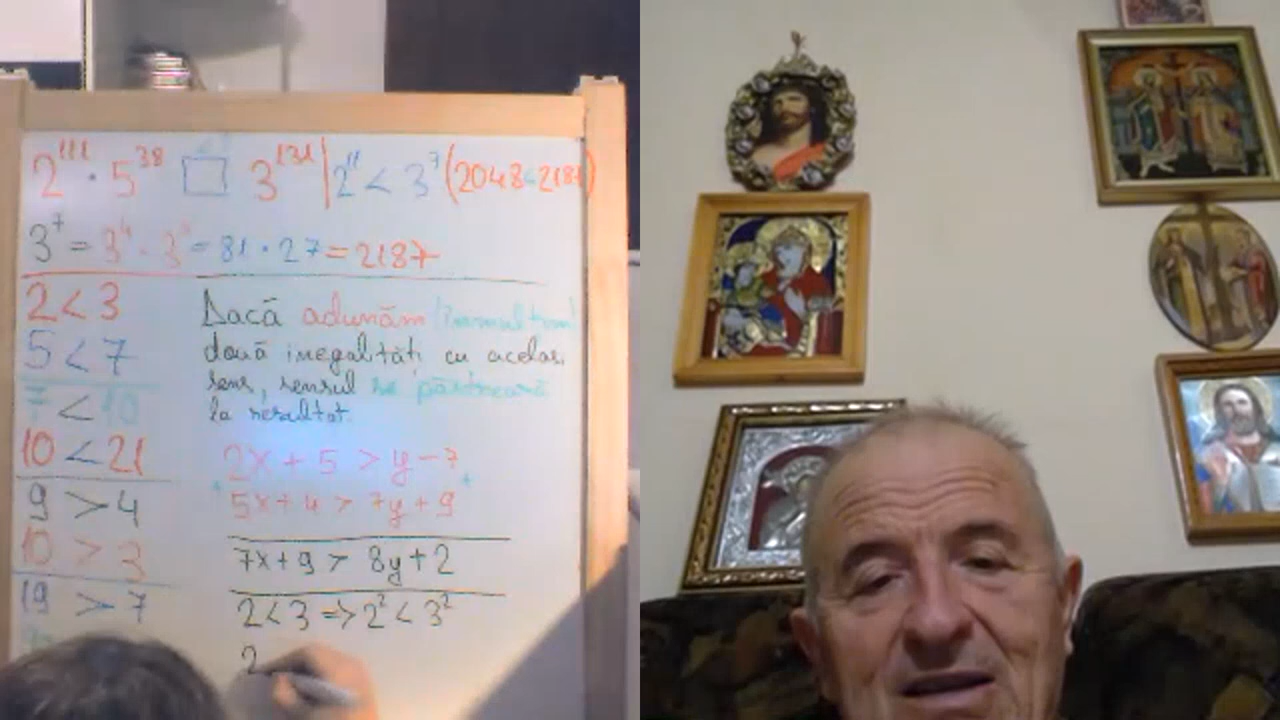 2¹¹¹ · 5³⁸ □ 3¹³¹ | 2¹¹ < 3⁷ (2048<2187)
3⁷ = 3⁴ · 3³ = 81 · 27 = 2187
2 < 3
5 < 7
7 < 10
10 < 21
9 > 4
10 > 3
19 > 7
Dacă adunăm
două inegalități cu același
sens, sensul se păstrează
la rezultat.
2x + 5 > y - 7
5x + 4 > 7y + 9
7x + 9 > 8y + 2
2 < 3 => 2² < 3²
2